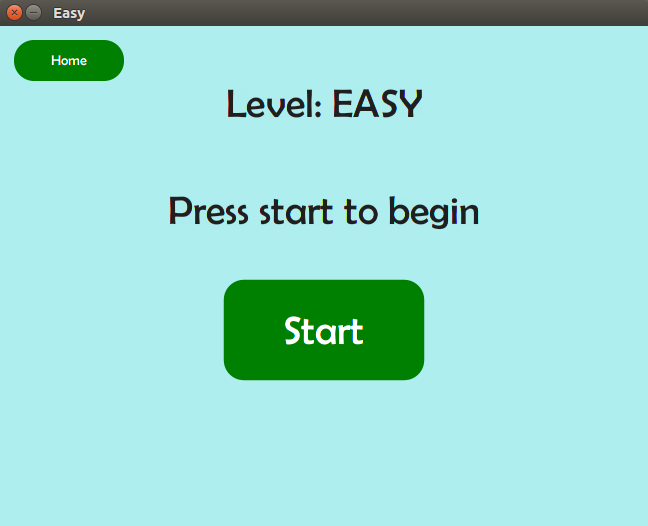 Easy
Home
Level: EASY
Press start to begin
Start